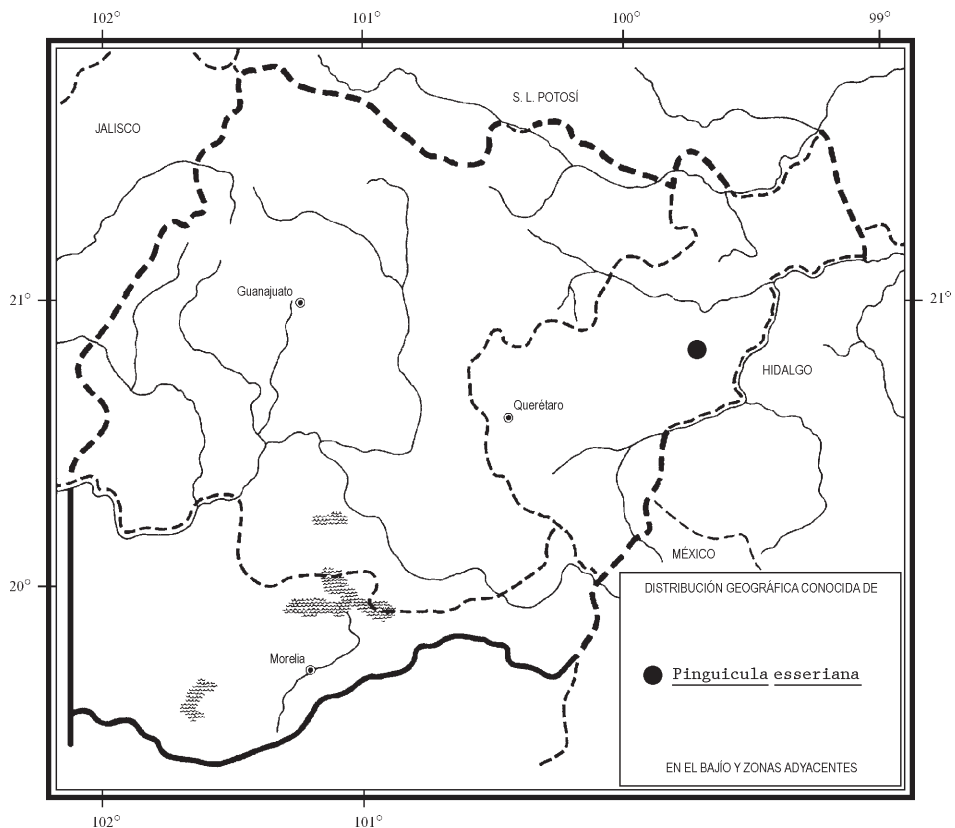 102° 101° 100° 99°
S. L. POTOSÍ
JALISCO
Guanajuato
21° 21°
HIDALGO
Querétaro
MÉXICO
20°
DISTRIBUCIÓN GEOGRÁFICA CONOCIDA DE
Morelia
Pinguicula esseriana
EN EL BAJÍO Y ZONAS ADYACENTES
102° 101°